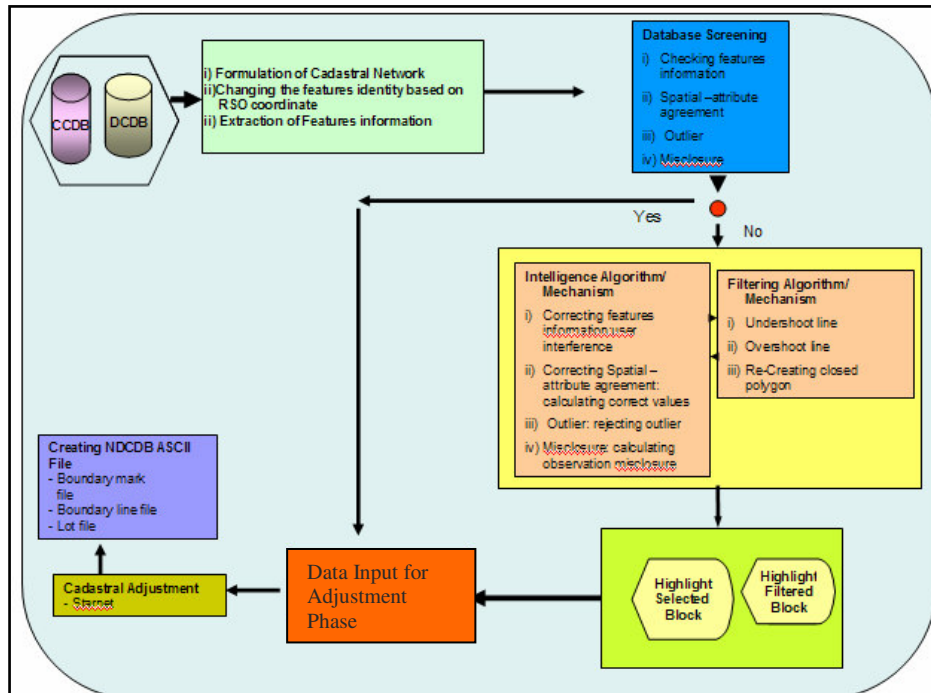 CCDB
DCDB
i) Formulation of Cadastral Network
ii)Changing the features identity based on
RSO coordinate
ii) Extraction of Features information
Database Screening
i) Checking features
information
ii) Spatial –attribute
agreement
iii) Outlier
iv) Misclosure
Yes
No
Intelligence Algorithm/
Mechanism
i) Correcting features
information:user
interference
ii) Correcting Spatial –
attribute agreement:
calculating correct values
iii) Outlier: rejecting outlier
iv) Misclosure: calculating
observation misclosure
Filtering Algorithm/
Mechanism
i) Undershoot line
ii) Overshoot line
iii) Re-Creating closed
polygon
Highlight
Selected
Block
Highlight
Filtered
Block
Data Input for
Adjustment
Phase
Cadastral Adjustment
- Starnet
Creating NDCDB ASCII
File
- Boundary mark
file
- Boundary line file
- Lot file